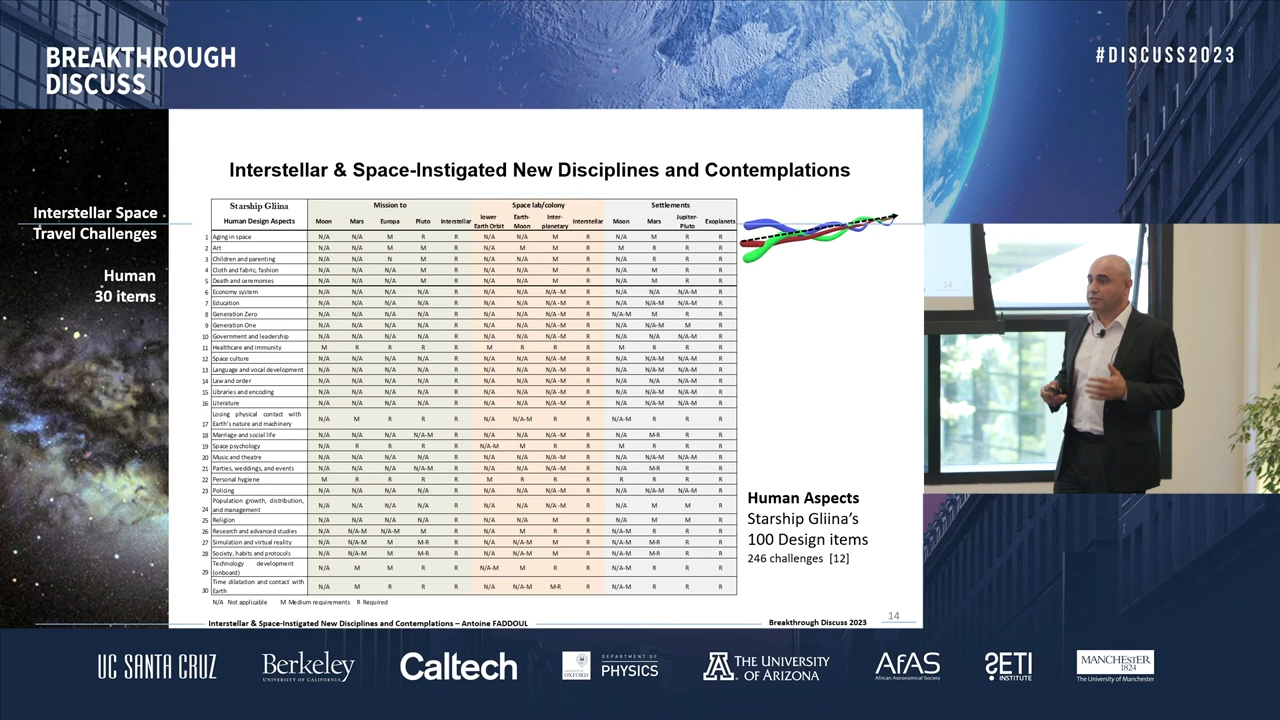 BREAKTHROUGH
DISCUSS
#DISCUSS2023
Interstellar Space
Travel Challenges
Human
30 items
Interstellar & Space-Instigated New Disciplines and Contemplations
Starship Gliina Mission to Space lab/colony Settlements
Human Design Aspects Moon Mars Europa Pluto Interstellar lower Earth Orbit Earth-Moon Inter-planetary Interstellar Moon Mars Jupiter-Pluto Exoplanets
1 Aging in space N/A N/A M R R N/A N/A M R N/A M R R
2 Art N/A N/A M M R N/A M M R M R R R
3 Children and parenting N/A N/A N M R N/A N/A M R N/A R R R
4 Cloth and fabric, fashion N/A N/A N/A M R N/A N/A M R N/A M R R
5 Death and ceremonies N/A N/A N/A M R N/A N/A M R N/A M R R
6 Economy system N/A N/A N/A N/A R N/A N/A N/A -M R N/A N/A N/A-M R
7 Education N/A N/A N/A N/A R N/A N/A N/A -M R N/A N/A-M N/A-M R
8 Generation Zero N/A N/A N/A N/A R N/A N/A N/A -M R N/A-M M R R
9 Generation One N/A N/A N/A N/A R N/A N/A N/A -M R N/A N/A-M M R
10 Government and leadership N/A N/A N/A N/A R N/A N/A N/A -M R N/A N/A N/A-M R
11 Healthcare and immunity M R R R R M R R R M R R R
12 Space culture N/A N/A N/A N/A R N/A N/A N/A -M R N/A N/A-M N/A-M R
13 Language and vocal development N/A N/A N/A N/A R N/A N/A N/A -M R N/A N/A-M N/A-M R
14 Law and order N/A N/A N/A N/A R N/A N/A N/A -M R N/A N/A N/A-M R
15 Libraries and encoding N/A N/A N/A N/A R N/A N/A N/A -M R N/A N/A-M N/A-M R
16 Literature N/A N/A N/A N/A R N/A N/A N/A -M R N/A N/A-M N/A-M R
Losing physical contact with
17 Earth's nature and machinery N/A M R R R N/A N/A-M R R N/A-M R R R
18 Marriage and social life N/A N/A N/A N/A-M R N/A N/A N/A -M R N/A M-R R R
19 Space psychology N/A R R R R N/A-M M R R M R R R
20 Music and theatre N/A N/A N/A N/A R N/A N/A N/A -M R N/A N/A-M N/A-M R
21 Parties, weddings, and events N/A N/A N/A N/A-M R N/A N/A N/A -M R N/A M-R R R
22 Personal hygiene M R R R R M R R R R R R R
23 Policing N/A N/A N/A N/A R N/A N/A N/A -M R N/A N/A-M N/A-M R
Population growth, distribution,
24 and management N/A N/A N/A N/A R N/A N/A N/A -M R N/A M M R
25 Religion N/A N/A N/A N/A R N/A N/A M R N/A M M R
26 Research and advanced studies N/A N/A-M N/A-M M R N/A M R R N/A-M R R R
27 Simulation and virtual reality N/A N/A-M M M-R R N/A N/A-M M R N/A-M M-R R R
28 Society, habits and protocols N/A N/A-M M M-R R N/A N/A-M M R N/A-M M-R R R
Technology development
29 (onboard) N/A M M R R N/A-M M R R N/A-M R R R
Time dilatation and contact with
30 Earth N/A M R R R N/A N/A-M M-R R N/A-M R R R
N/A Not applicable M Medium requirements R Required
Human Aspects
Starship Gliina's
100 Design items
246 challenges [12]
14
Interstellar & Space-Instigated New Disciplines and Contemplations – Antoine FADDOUL
Breakthrough Discuss 2023
14
UC SANTA CRUZ
Berkeley
UNIVERSITY OF CALIFORNIA
Caltech
UNIVERSITY OF
OXFORD
DEPARTMENT OF
PHYSICS
THE UNIVERSITY
OF ARIZONA
AfAS
African Astronomical Society
SETI
INSTITUTE
MANCHESTER
1824
The University of Manchester